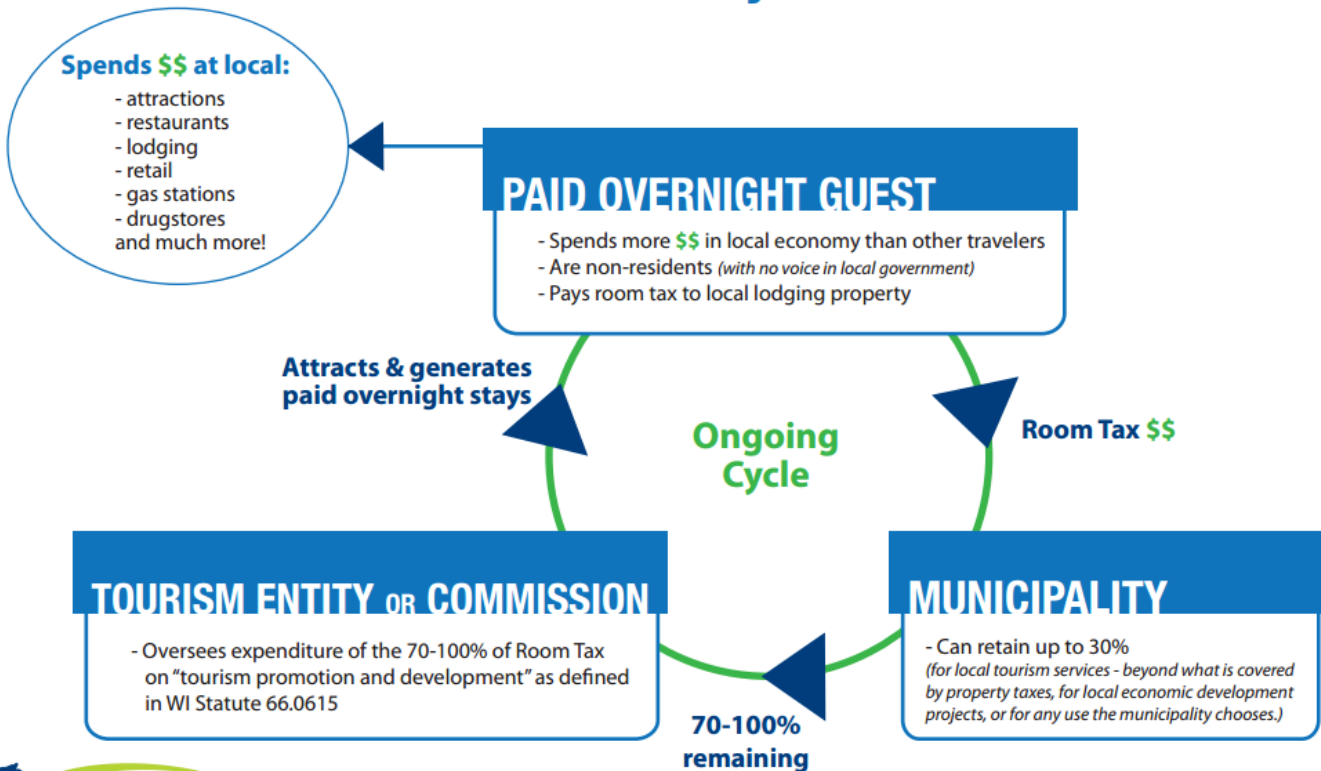 Spends $$ at local:
- attractions
- restaurants
- lodging
- retail
- gas stations
- drugstores
and much more!
PAID OVERNIGHT GUEST
- Spends more $$ in local economy than other travelers
- Are non-residents (with no voice in local government)
- Pays room tax to local lodging property
Attracts & generates
paid overnight stays
Ongoing
Cycle
Room Tax $$
TOURISM ENTITY OR COMMISSION
- Oversees expenditure of the 70-100% of Room Tax
on “tourism promotion and development” as defined
in WI Statute 66.0615
MUNICIPALITY
- Can retain up to 30%
(for local tourism services - beyond what is covered
by property taxes, for local economic development
projects, or for any use the municipality chooses.)
70-100%
remaining